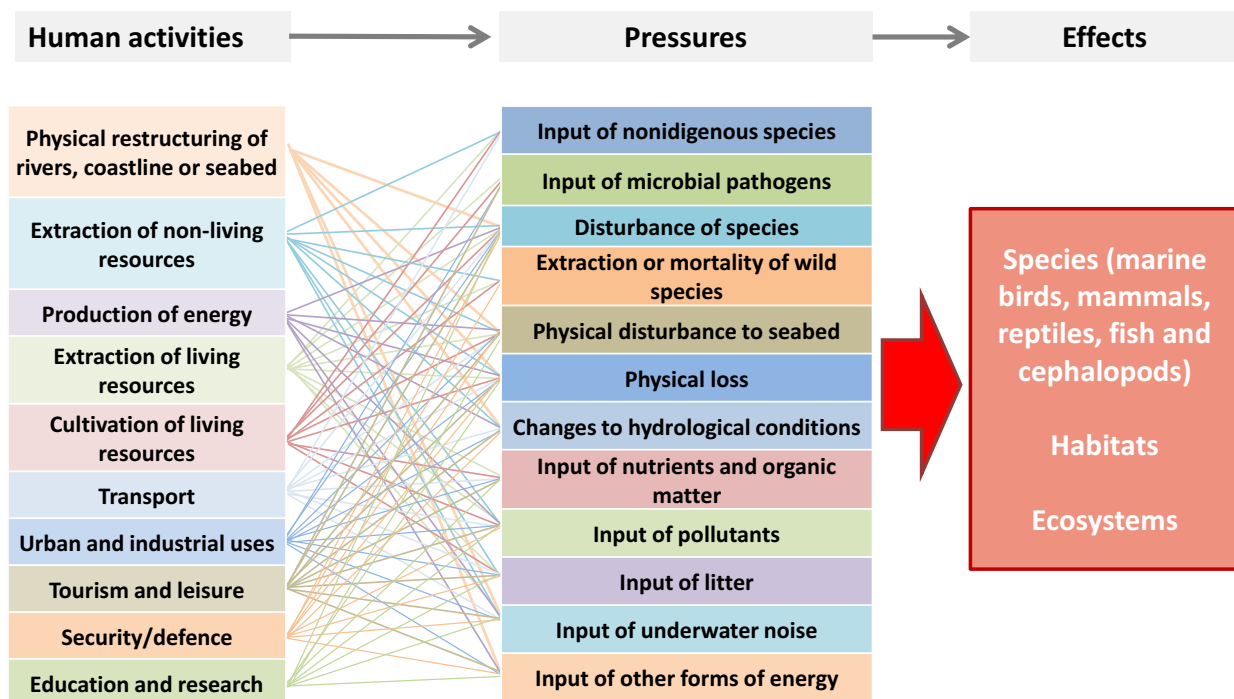 Human activities
Pressures
Effects
Physical restructuring of
rivers, coastline or seabed
Extraction of non-living
resources
Production of energy
Extraction of living
resources
Cultivation of living
resources
Transport
Urban and industrial uses
Tourism and leisure
Security/defence
Education and research
Input of nonidigenous species
Input of microbial pathogens
Disturbance of species
Extraction or mortality of wild
species
Physical disturbance to seabed
Physical loss
Changes to hydrological conditions
Input of nutrients and organic
matter
Input of pollutants
Input of litter
Input of underwater noise
Input of other forms of energy
Species (marine
birds, mammals,
reptiles, fish and
cephalopods)
Habitats
Ecosystems